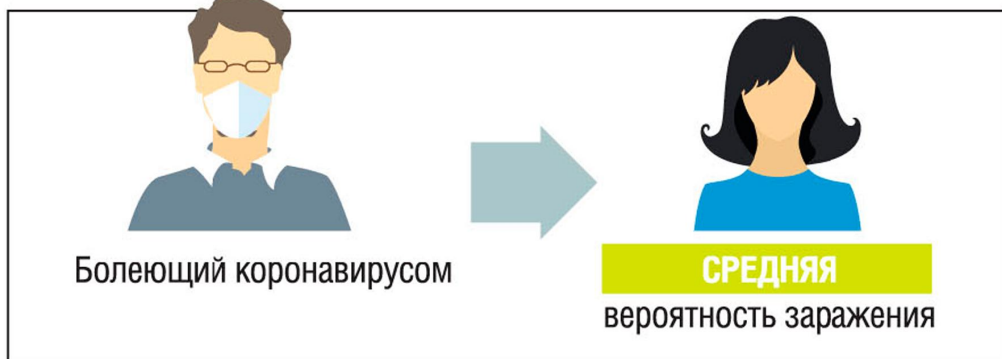 Болеющий коронавирусом
СРЕДНЯЯ
вероятность заражения